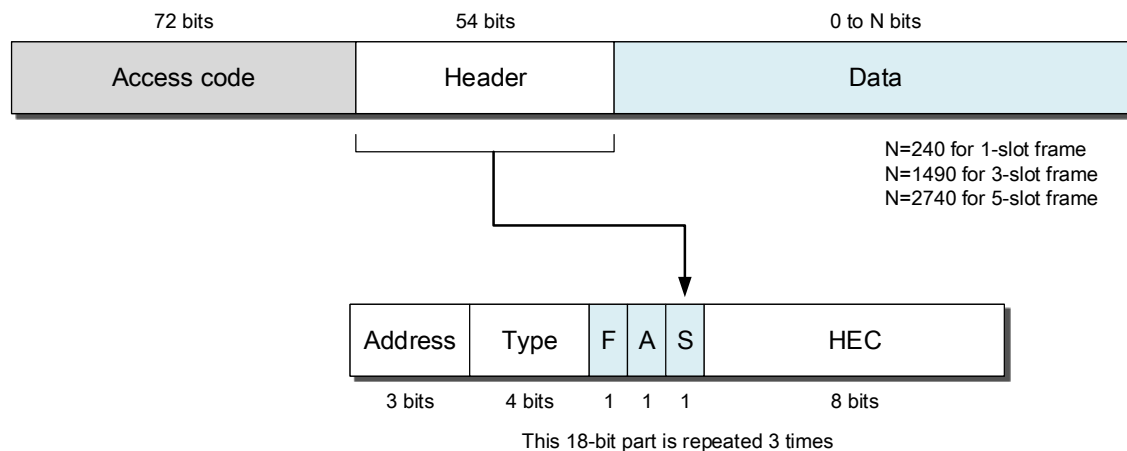 72 bits 54 bits 0 to N bits
Access code Header Data
N=240 for 1-slot frame
N=1490 for 3-slot frame
N=2740 for 5-slot frame
Address Type F A S HEC
3 bits 4 bits 1 1 1 8 bits
This 18-bit part is repeated 3 times